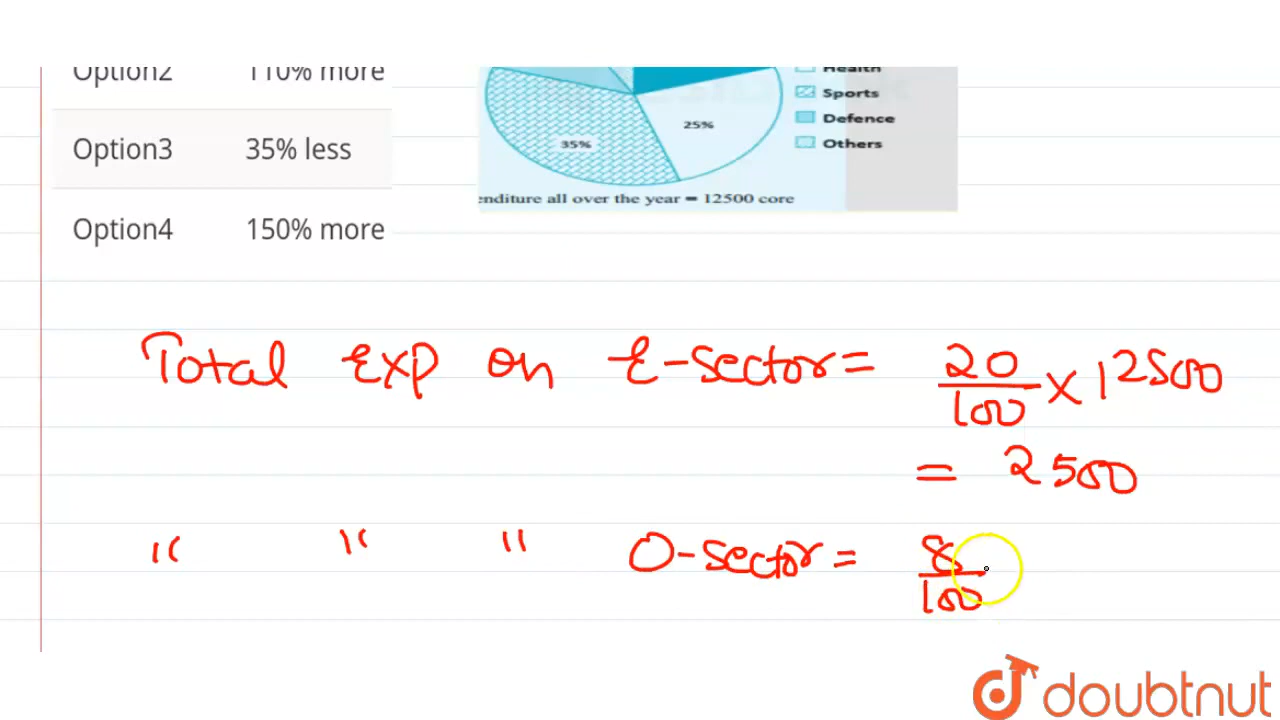 Option2 110% more
Health
Sports
Defence
Others
25%
35%
Option3 35% less
enditure all over the year = 12500 core
Option4 150% more
Total Exp on E-sector = 20/100 × 12500
= 2500
" " " O-sector = 8/100
doubtnut